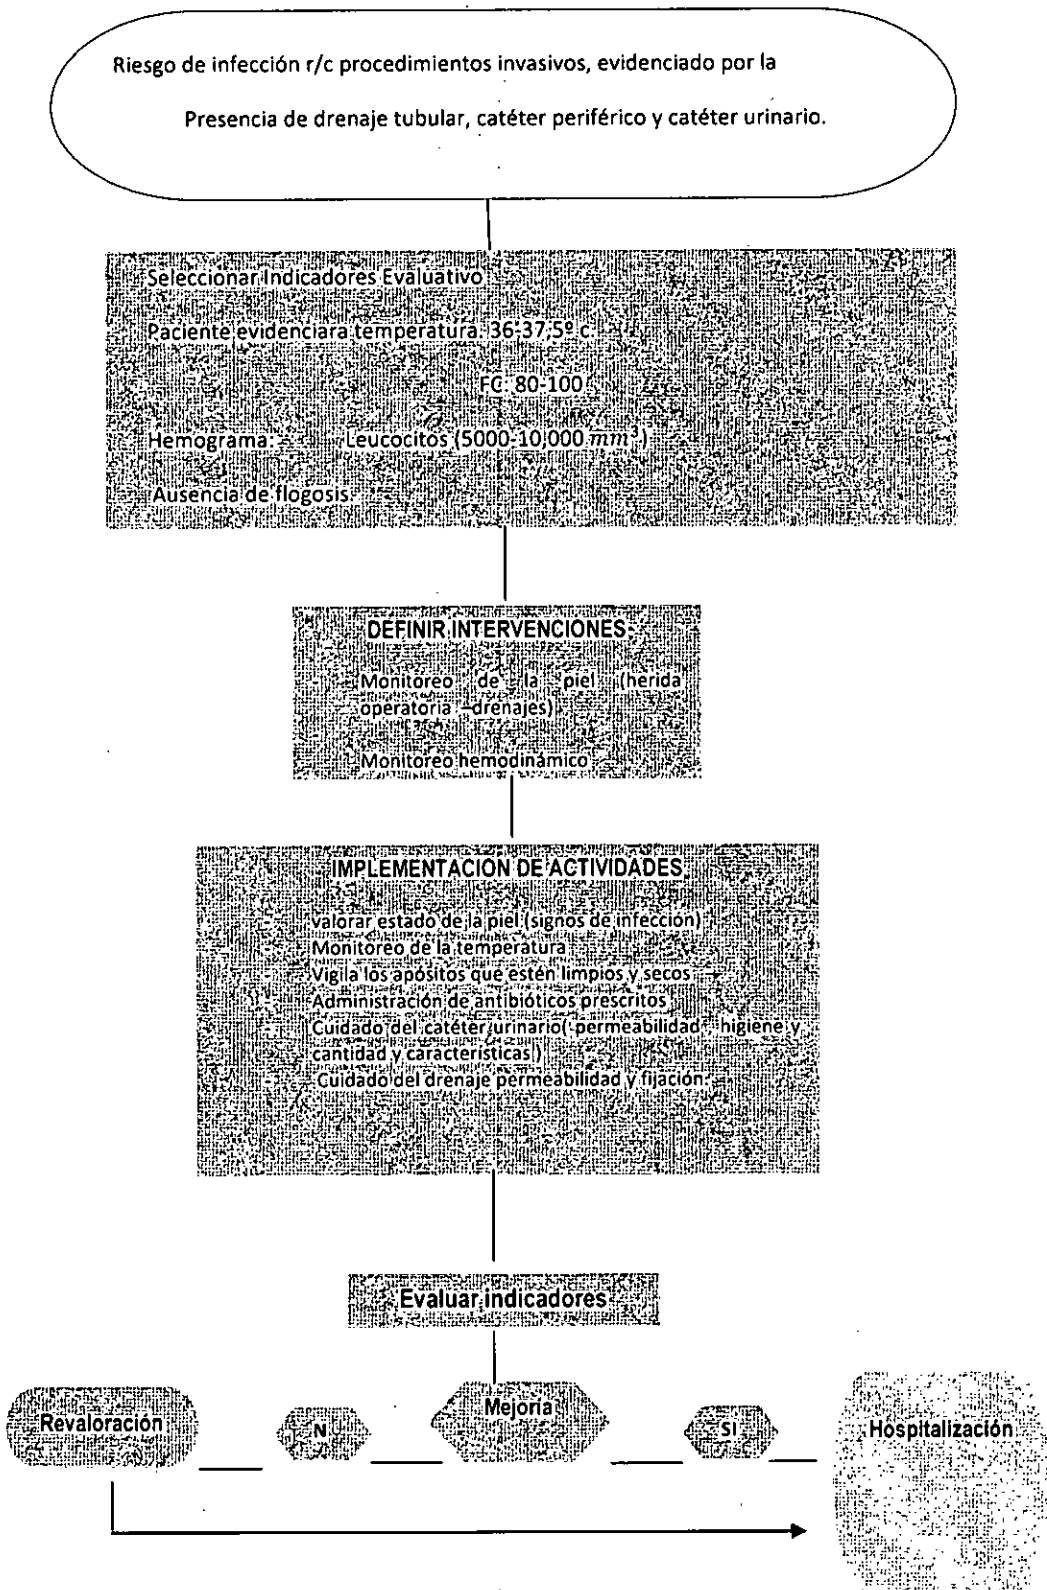 Riesgo de infección r/c procedimientos invasivos, evidenciado por la
Presencia de drenaje tubular, catéter periférico y catéter urinario.
Seleccionar Indicadores Evaluativo
Paciente evidenciara temperatura: 36-37,5º c
FC: 80-100
Hemograma: Leucocitos (5000-10,000 mm³)
Ausencia de flogosis.
DEFINIR INTERVENCIONES
- Monitoreo de la piel (herida
operatoria –drenajes)
- Monitoreo hemodinámico
IMPLEMENTACION DE ACTIVIDADES
- valorar estado de la piel (signos de infección)
- Monitoreo de la temperatura
- Vigila los apósitos que estén limpios y secos
- Administración de antibióticos prescritos
- Cuidado del catéter urinario( permeabilidad, higiene y
cantidad y características )
- Cuidado del drenaje permeabilidad y fijación.
Evaluar indicadores
Revaloración N Mejoría SI Hospitalización